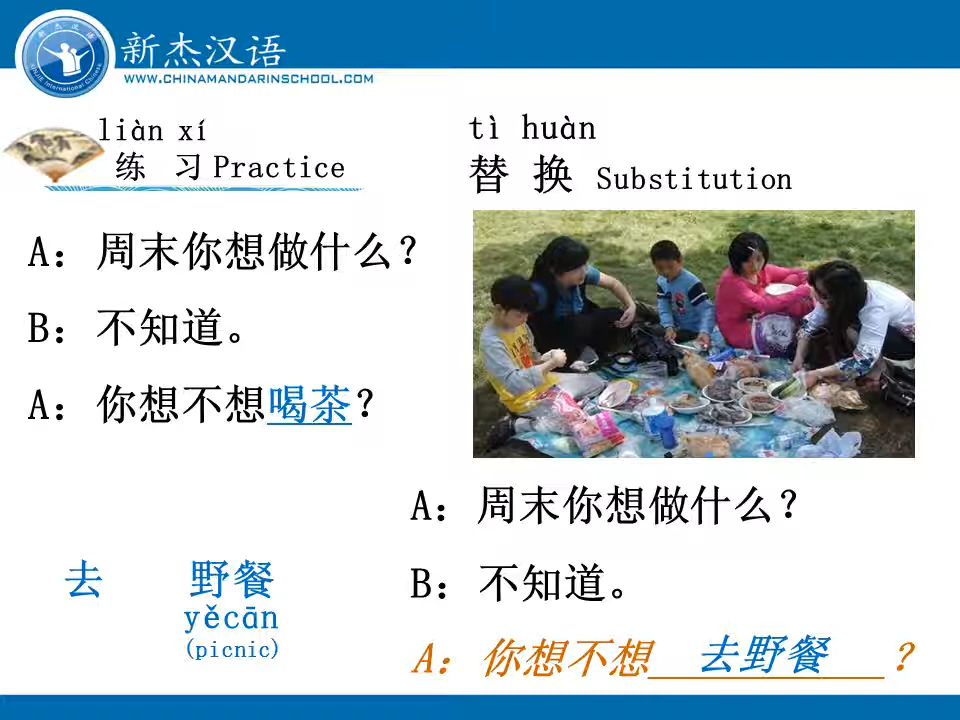 新杰汉语
WWW.CHINAMANDARINSCHOOL.COM
liàn xí
练 习 Practice
tì huàn
替 换 Substitution
A：周末你想做什么？
B：不知道。
A：你想不想喝茶？
去 野餐
yěcān
(picnic)
A：周末你想做什么？
B：不知道。
A：你想不想 去野餐 ？